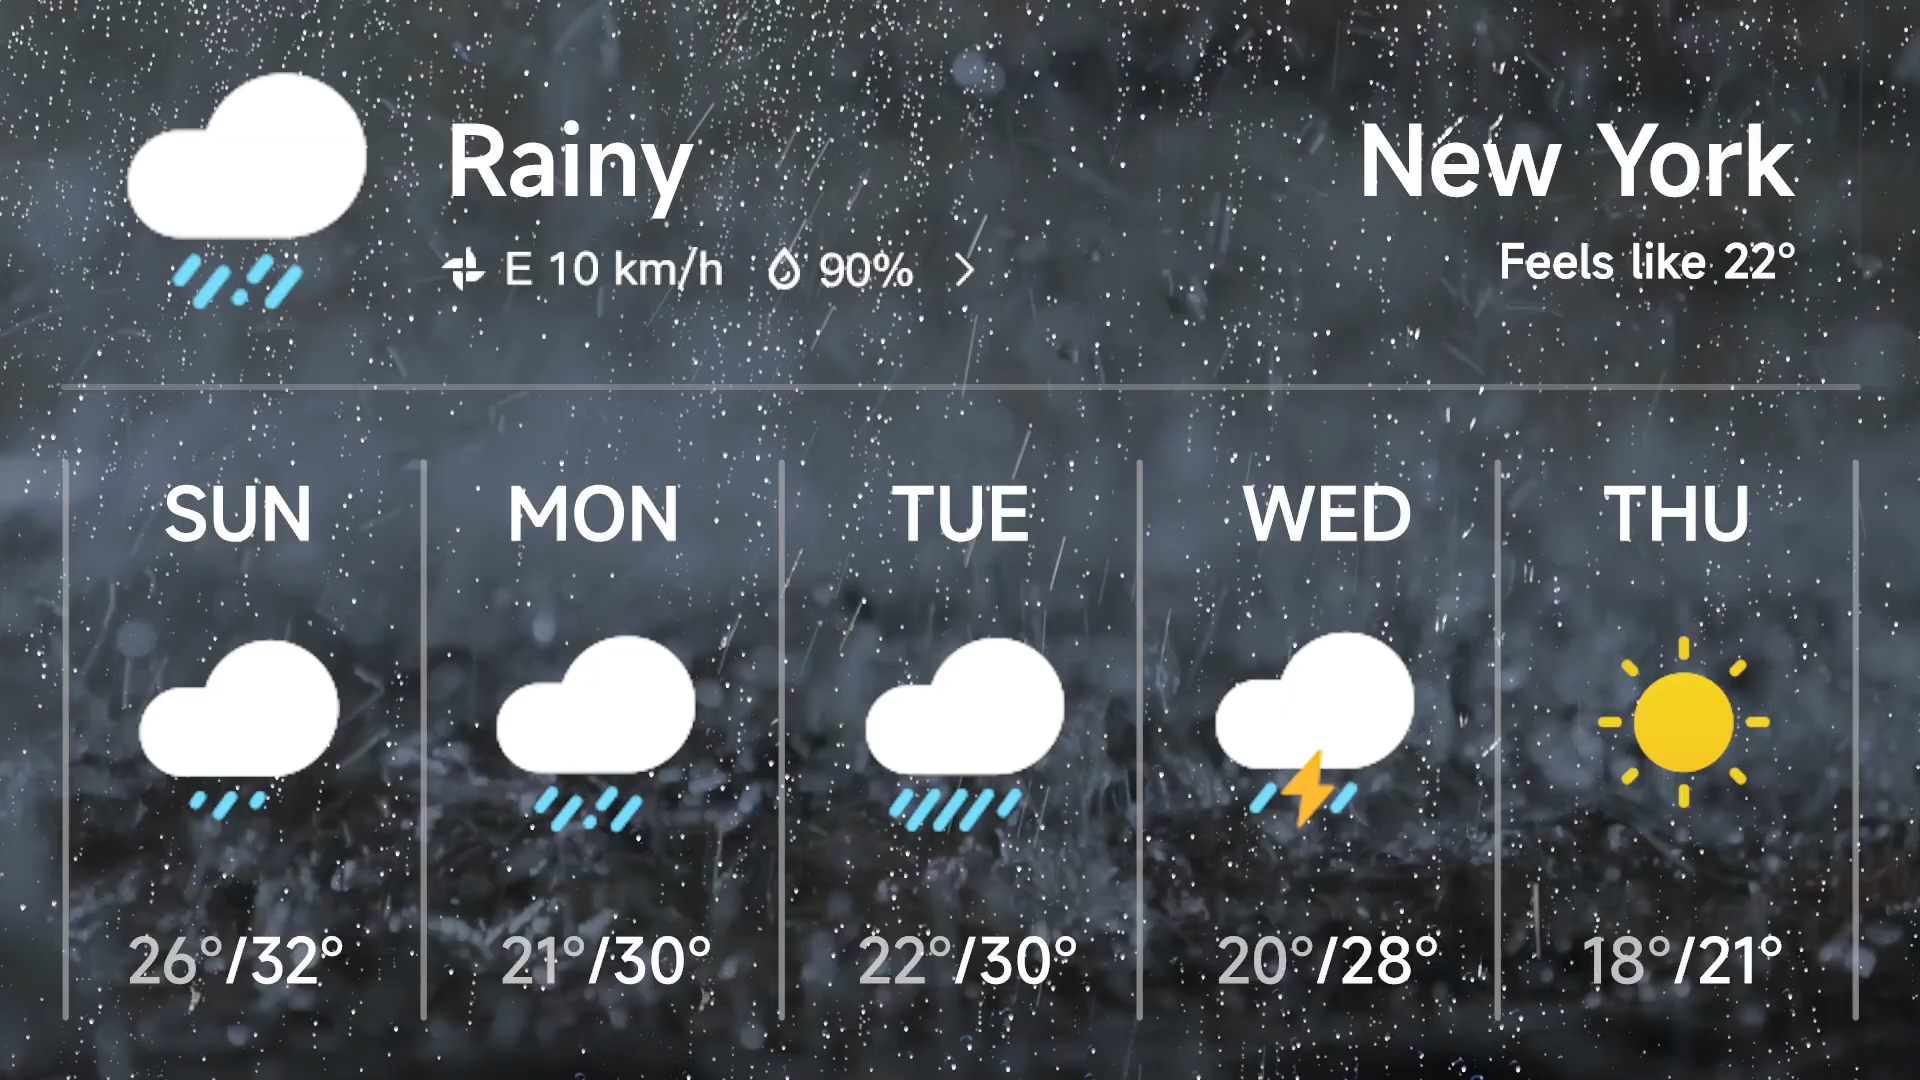 Rainy
New York
E 10 km/h 90%
Feels like 22°
SUN
MON
TUE
WED
THU
26°/32°
21°/30°
22°/30°
20°/28°
18°/21°